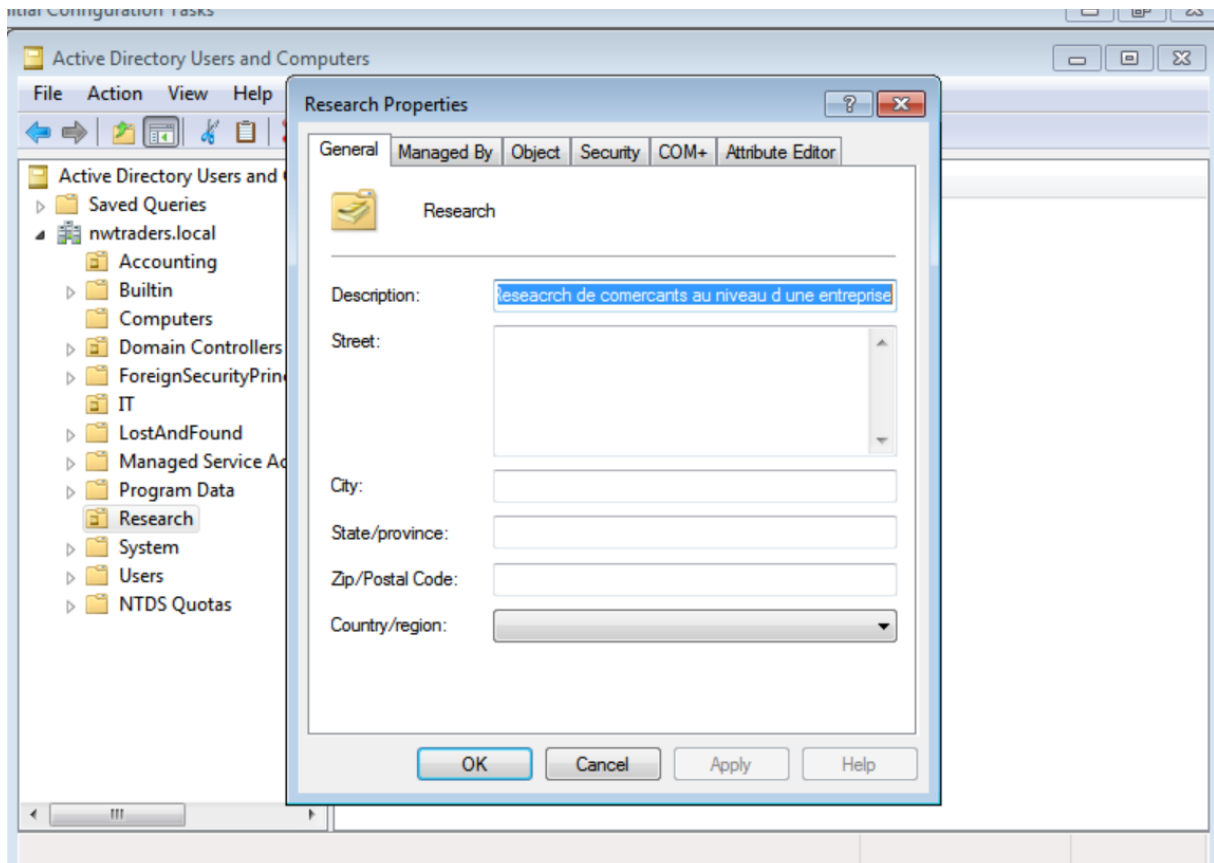 Initial Configuration Tasks
Active Directory Users and Computers
File Action View Help
Active Directory Users and
Saved Queries
nwtraders.local
Accounting
Builtin
Computers
Domain Controllers
ForeignSecurityPrin
IT
LostAndFound
Managed Service Ac
Program Data
Research
System
Users
NTDS Quotas
Research Properties
General Managed By Object Security COM+ Attribute Editor
Research
Description: Reseacrch de comercants au niveau d une entreprise
Street:
City:
State/province:
Zip/Postal Code:
Country/region:
OK Cancel Apply Help